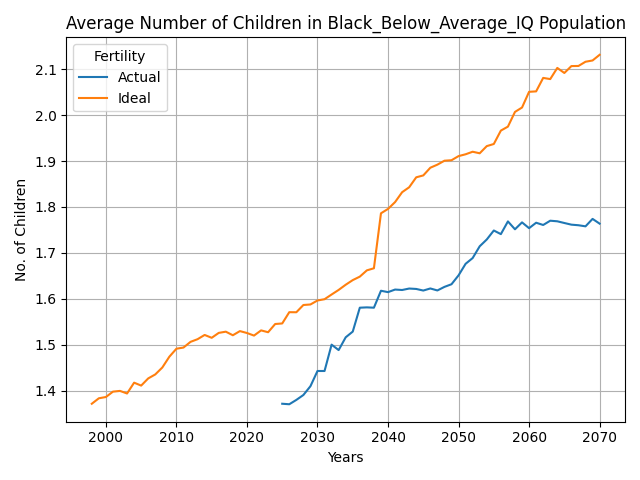 Average Number of Children in Black_Below_Average_IQ Population
Fertility
Actual
Ideal
No. of Children
2.1
2.0
1.9
1.8
1.7
1.6
1.5
1.4
2000 2010 2020 2030 2040 2050 2060 2070
Years